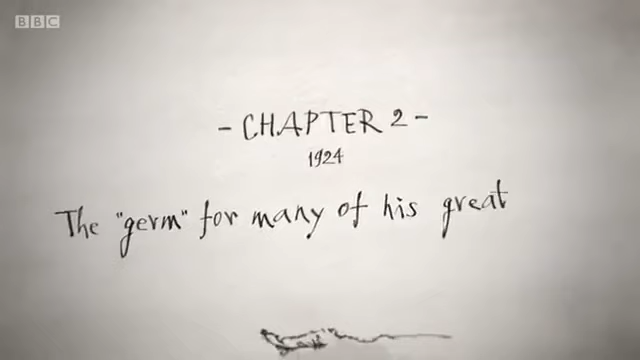 BBC
- CHAPTER 2 -
1924
The "germ" for many of his great